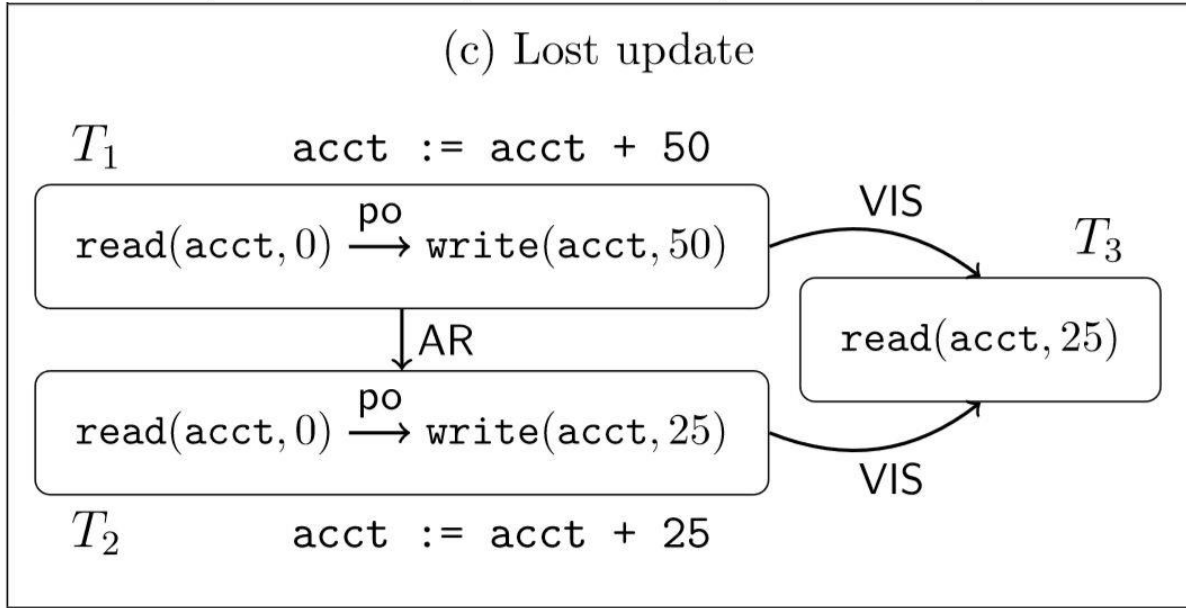 (c) Lost update
T₁ acct := acct + 50
read(acct, 0) po→ write(acct, 50)
VIS
T₃
read(acct, 25)
AR
read(acct, 0) po→ write(acct, 25)
VIS
T₂ acct := acct + 25